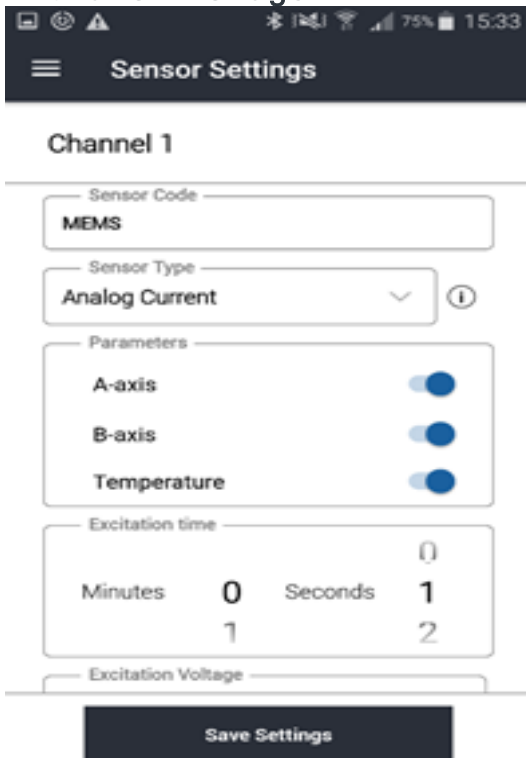 75% 15:33
Sensor Settings
Channel 1
Sensor Code
MEMS
Sensor Type
Analog Current
Parameters
A-axis
B-axis
Temperature
Excitation time
0
Minutes 0 Seconds 1
1 2
Excitation Voltage
Save Settings